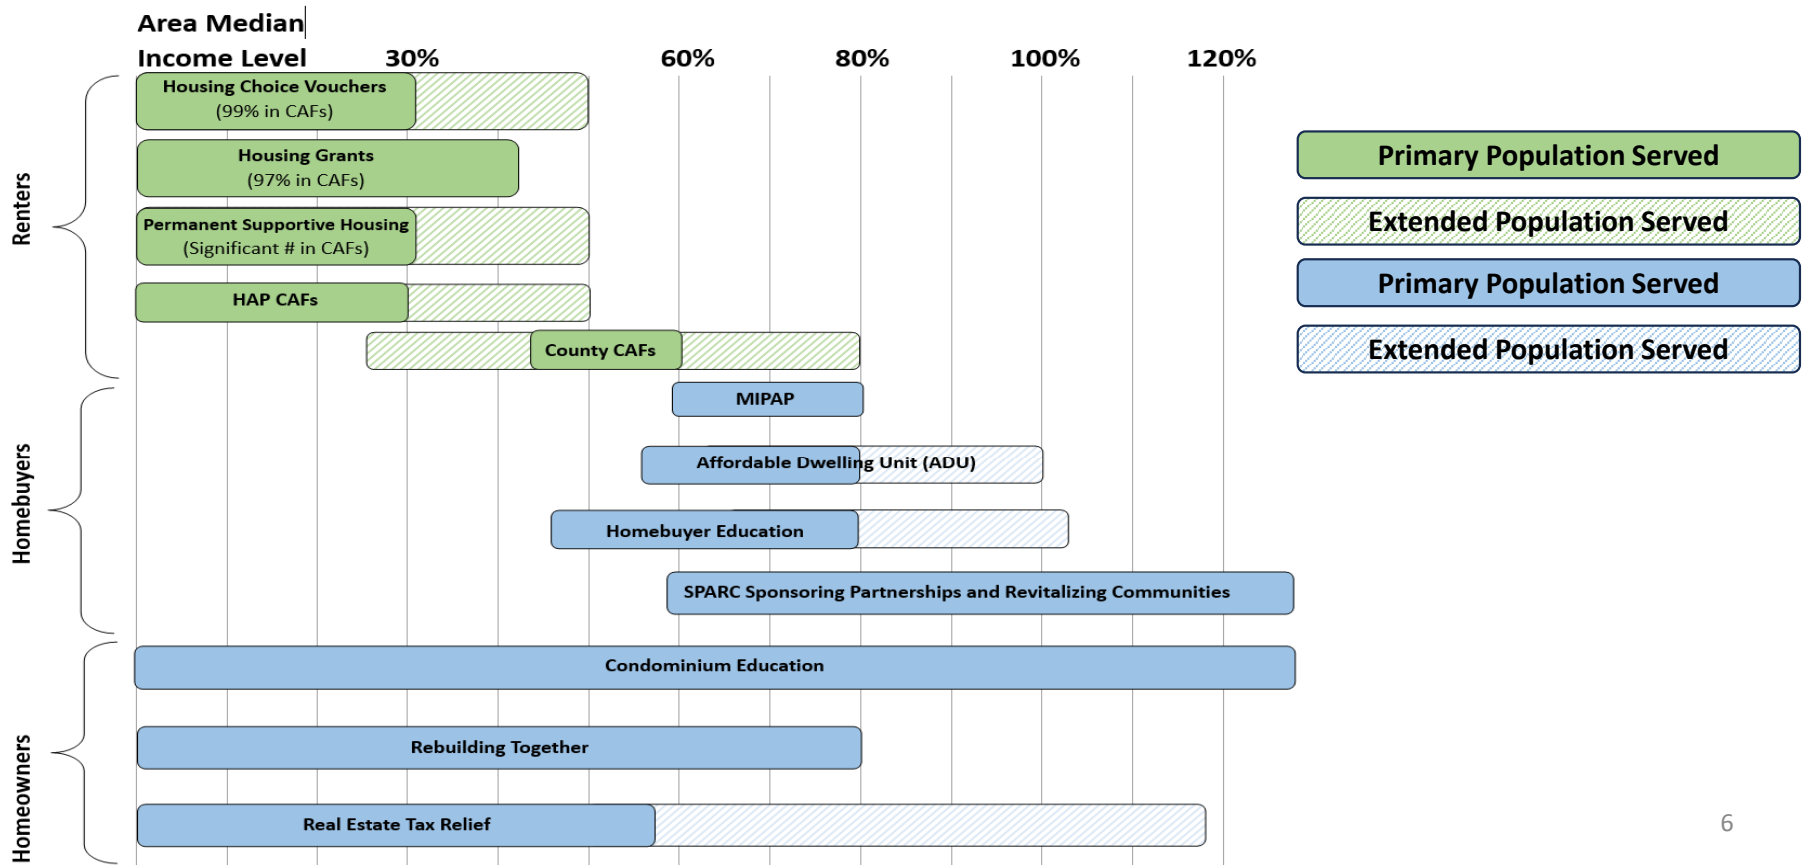 Area Median
Income Level 30% 60% 80% 100% 120%
Renters
Housing Choice Vouchers
(99% in CAFs)
Housing Grants
(97% in CAFs)
Permanent Supportive Housing
(Significant # in CAFs)
HAP CAFs
County CAFs
Homebuyers
MIPAP
Affordable Dwelling Unit (ADU)
Homebuyer Education
SPARC Sponsoring Partnerships and Revitalizing Communities
Homeowners
Condominium Education
Rebuilding Together
Real Estate Tax Relief
Primary Population Served
Extended Population Served
Primary Population Served
Extended Population Served
6